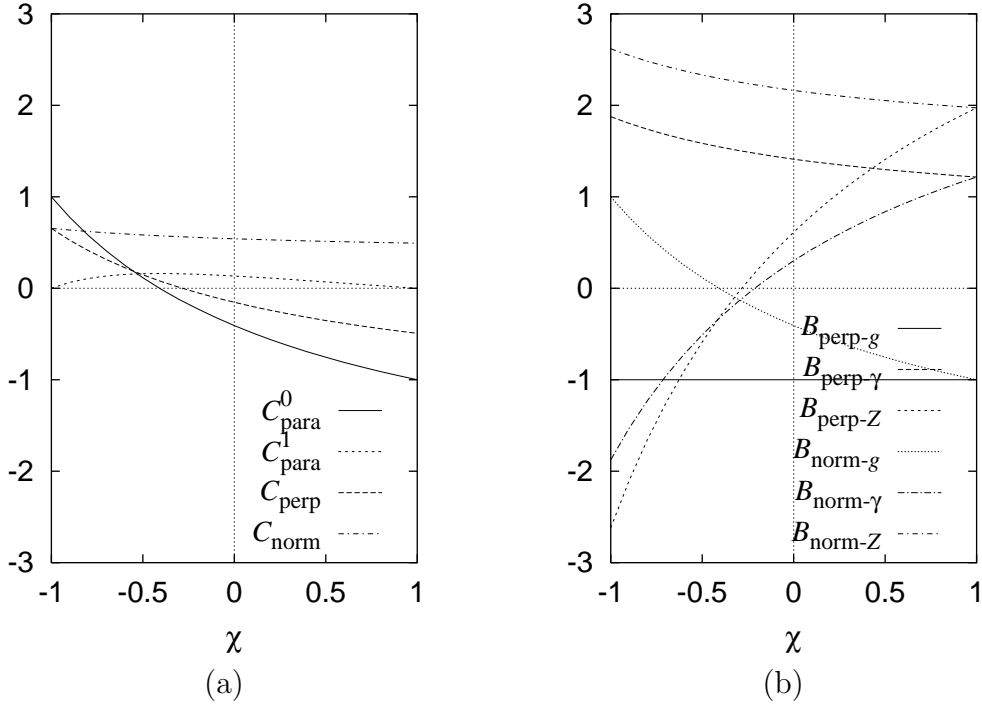 3
2
1
0
-1
-2
-3
-1 -0.5 0 0.5 1
χ
C⁰para
C¹para
Cperp
Cnorm
(a)
3
2
1
0
-1
-2
-3
-1 -0.5 0 0.5 1
χ
Bperp-g
Bperp-γ
Bperp-Z
Bnorm-g
Bnorm-γ
Bnorm-Z
(b)